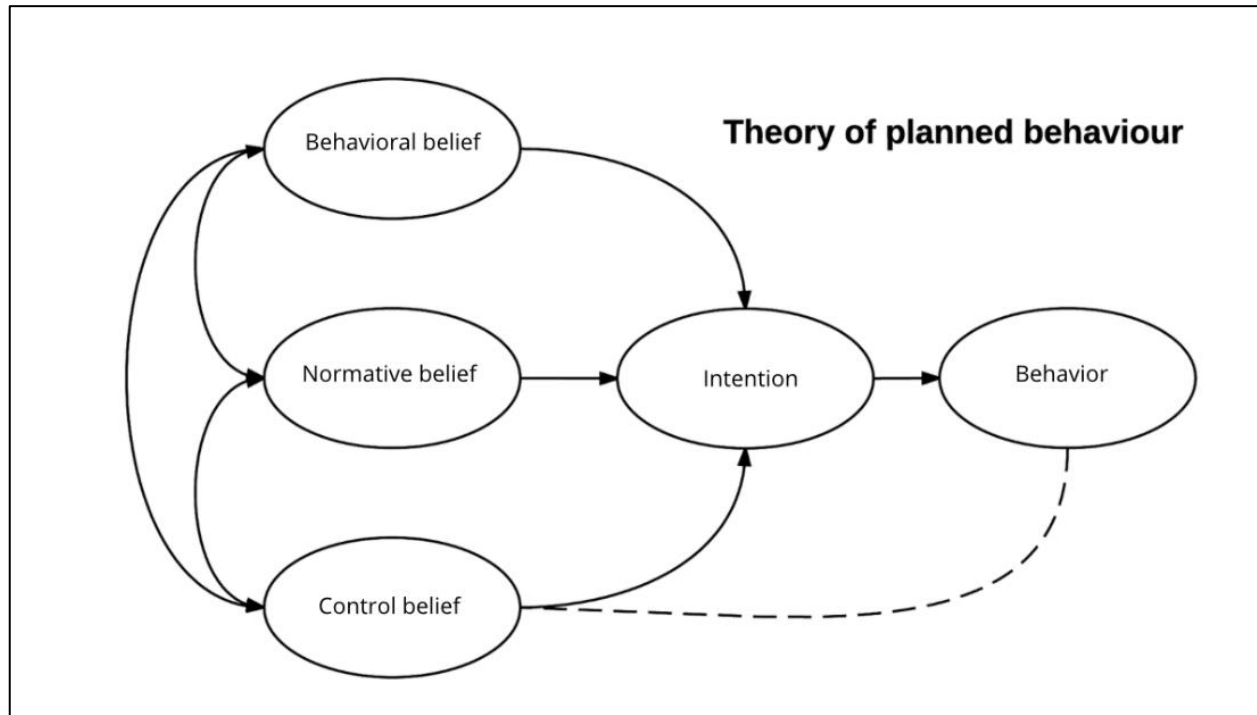 Behavioral belief
Theory of planned behaviour
Normative belief
Intention
Behavior
Control belief